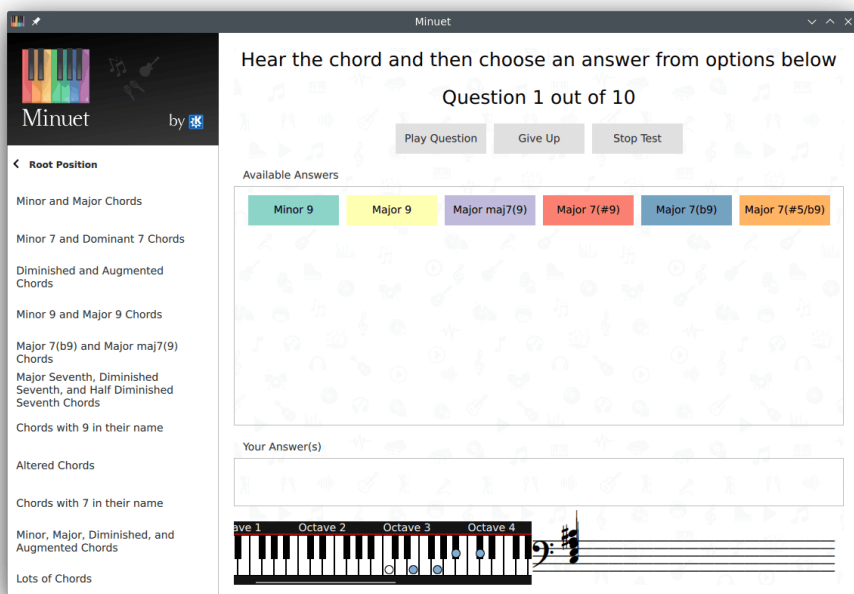 Minuet
Minuet
by
Root Position
Minor and Major Chords
Minor 7 and Dominant 7 Chords
Diminished and Augmented
Chords
Minor 9 and Major 9 Chords
Major 7(b9) and Major maj7(9)
Chords
Major Seventh, Diminished
Seventh, and Half Diminished
Seventh Chords
Chords with 9 in their name
Altered Chords
Chords with 7 in their name
Minor, Major, Diminished, and
Augmented Chords
Lots of Chords
Hear the chord and then choose an answer from options below
Question 1 out of 10
Play Question Give Up Stop Test
Available Answers
Minor 9 Major 9 Major maj7(9) Major 7(#9) Major 7(b9) Major 7(#5/b9)
Your Answer(s)
ave 1 Octave 2 Octave 3 Octave 4